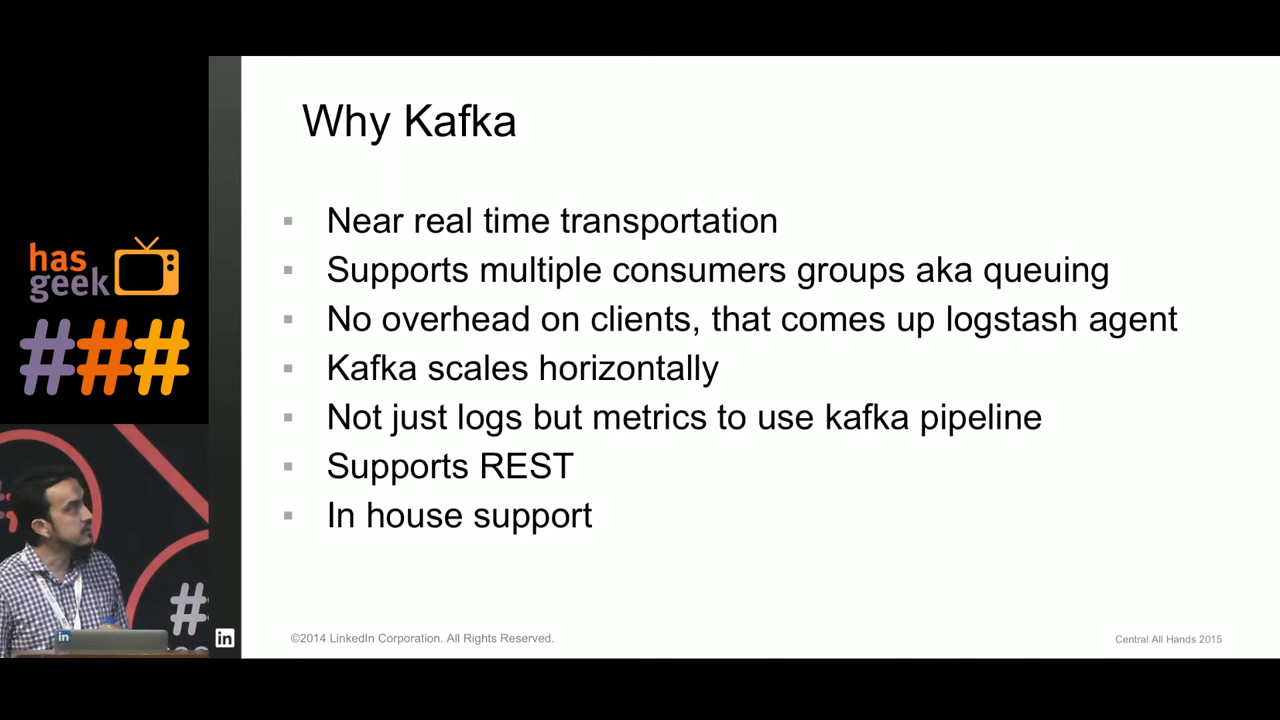 has
geek
###
Why Kafka
Near real time transportation
Supports multiple consumers groups aka queuing
No overhead on clients, that comes up logstash agent
Kafka scales horizontally
Not just logs but metrics to use kafka pipeline
Supports REST
In house support
#
in
in
©2014 LinkedIn Corporation. All Rights Reserved.
Central All Hands 2015